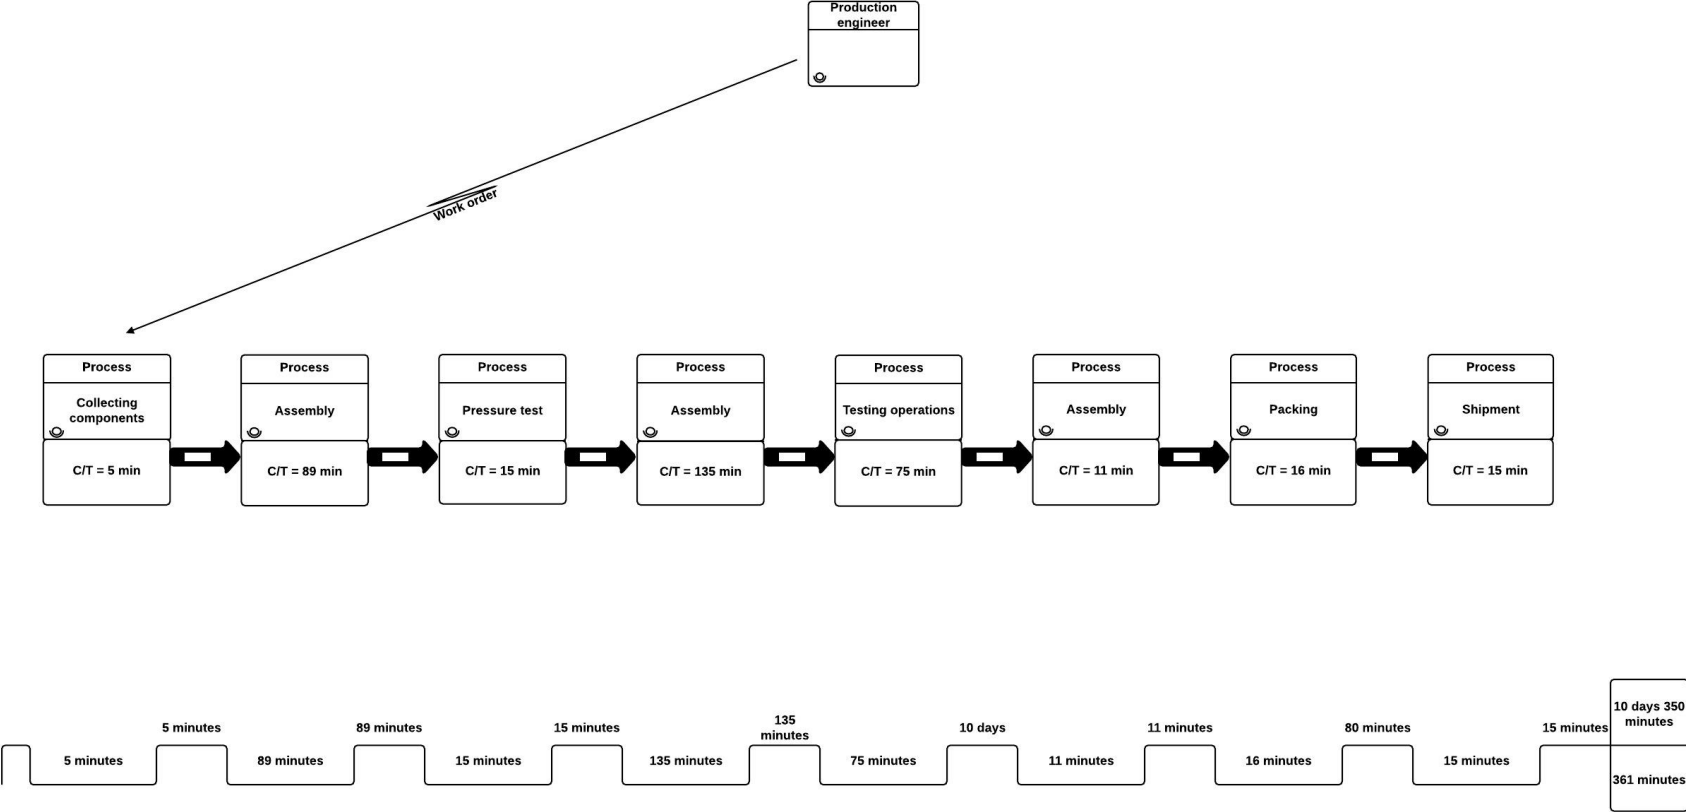 Production
engineer
Work order
Process
Process
Process
Process
Process
Process
Process
Process
Collecting
components
Assembly
Pressure test
Assembly
Testing operations
Assembly
Packing
Shipment
C/T = 5 min
C/T = 89 min
C/T = 15 min
C/T = 135 min
C/T = 75 min
C/T = 11 min
C/T = 16 min
C/T = 15 min
5 minutes
89 minutes
15 minutes
135
minutes
10 days
11 minutes
80 minutes
15 minutes
10 days 350
minutes
5 minutes
89 minutes
15 minutes
135 minutes
75 minutes
11 minutes
16 minutes
15 minutes
361 minutes